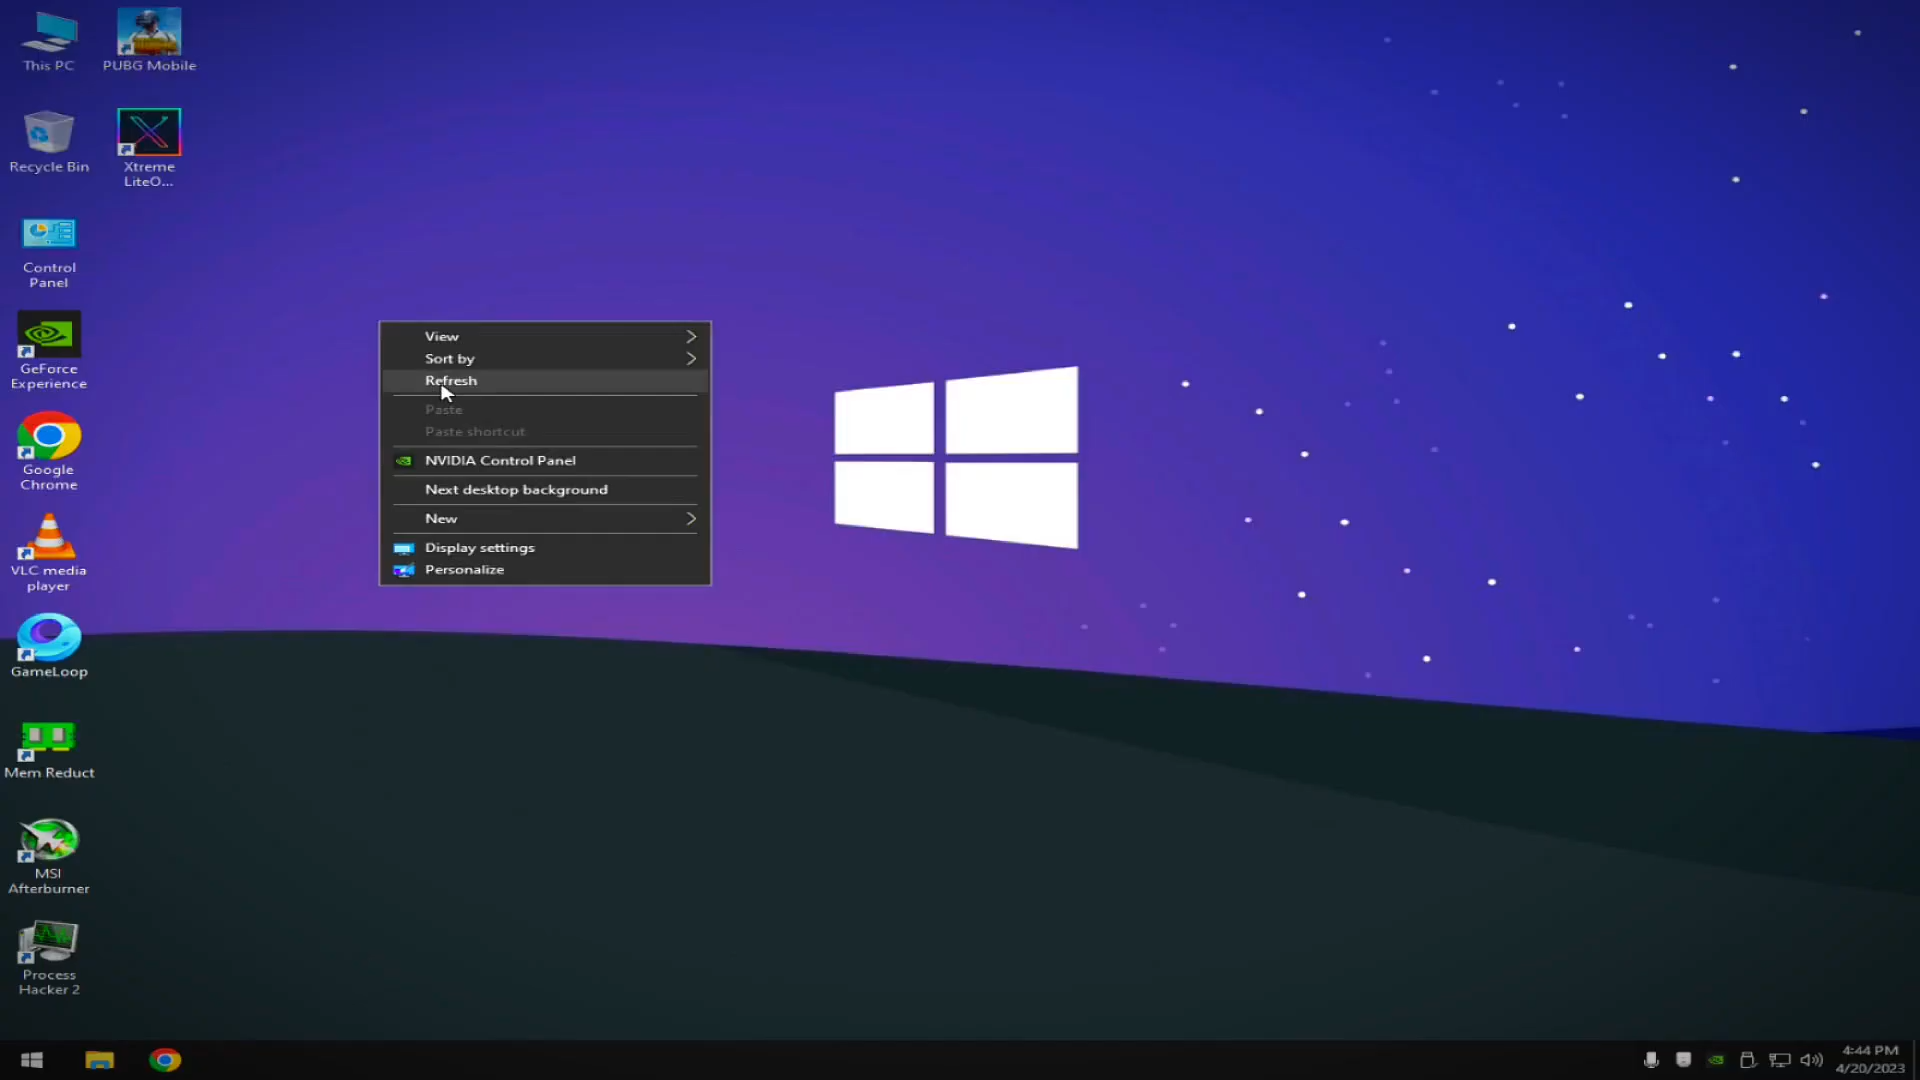 This PC
PUBG Mobile
Recycle Bin
Xtreme
LiteO...
Control
Panel
GeForce
Experience
Google
Chrome
VLC media
player
GameLoop
Mem Reduct
MSI
Afterburner
Process
Hacker 2
View
Sort by
Refresh
Paste
Paste shortcut
NVIDIA Control Panel
Next desktop background
New
Display settings
Personalize
4:44 PM
4/20/2023